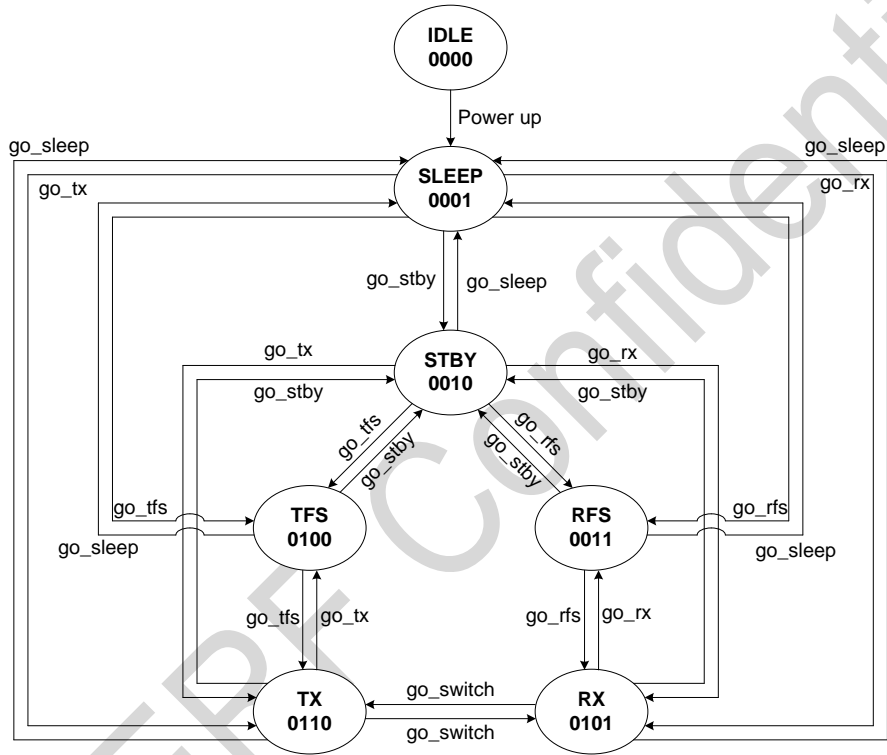 IDLE
0000
Power up
go_sleep
go_sleep
SLEEP
0001
go_tx
go_rx
go_stby
go_sleep
go_tx
go_rx
STBY
0010
go_stby
go_stby
go_tfs
go_stby
go_rfs
go_stby
go_tfs
go_rfs
TFS
0100
RFS
0011
go_sleep
go_sleep
go_tfs
go_tx
go_rfs
go_rx
go_switch
TX
0110
RX
0101
go_switch